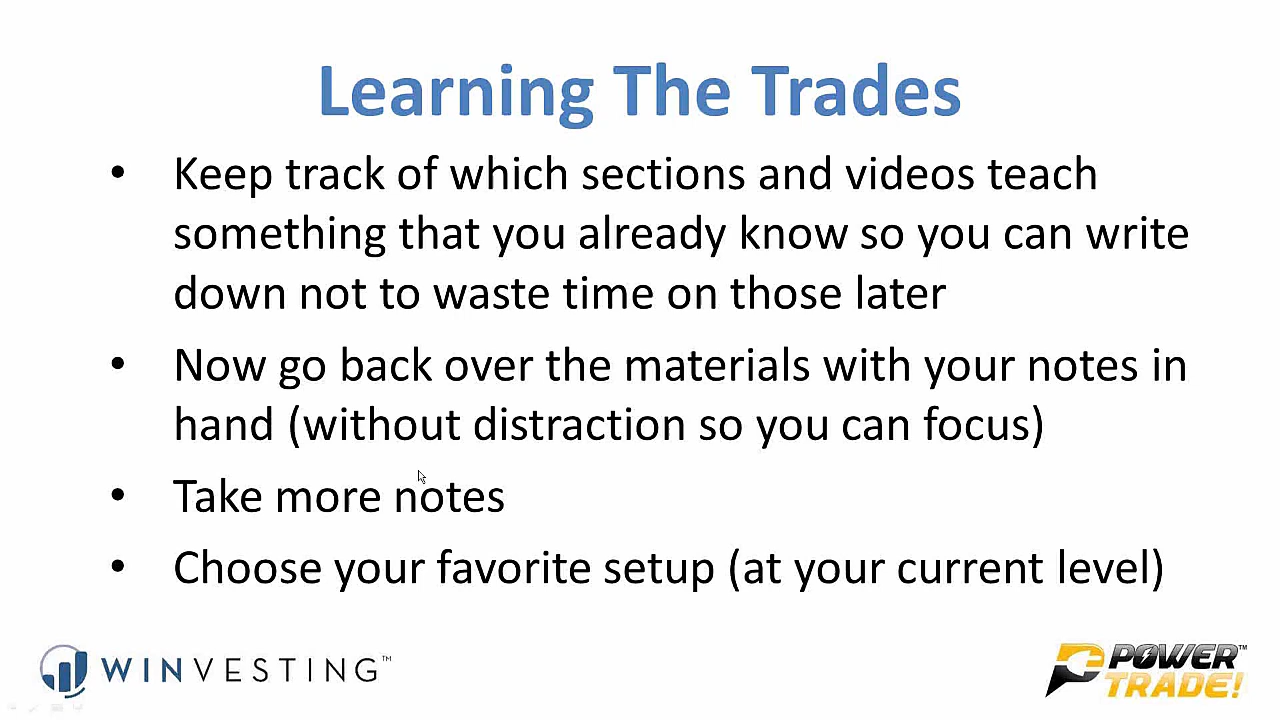 Learning The Trades
• Keep track of which sections and videos teach
something that you already know so you can write
down not to waste time on those later
• Now go back over the materials with your notes in
hand (without distraction so you can focus)
• Take more notes
• Choose your favorite setup (at your current level)
WINVESTING™
POWER™
TRADE!